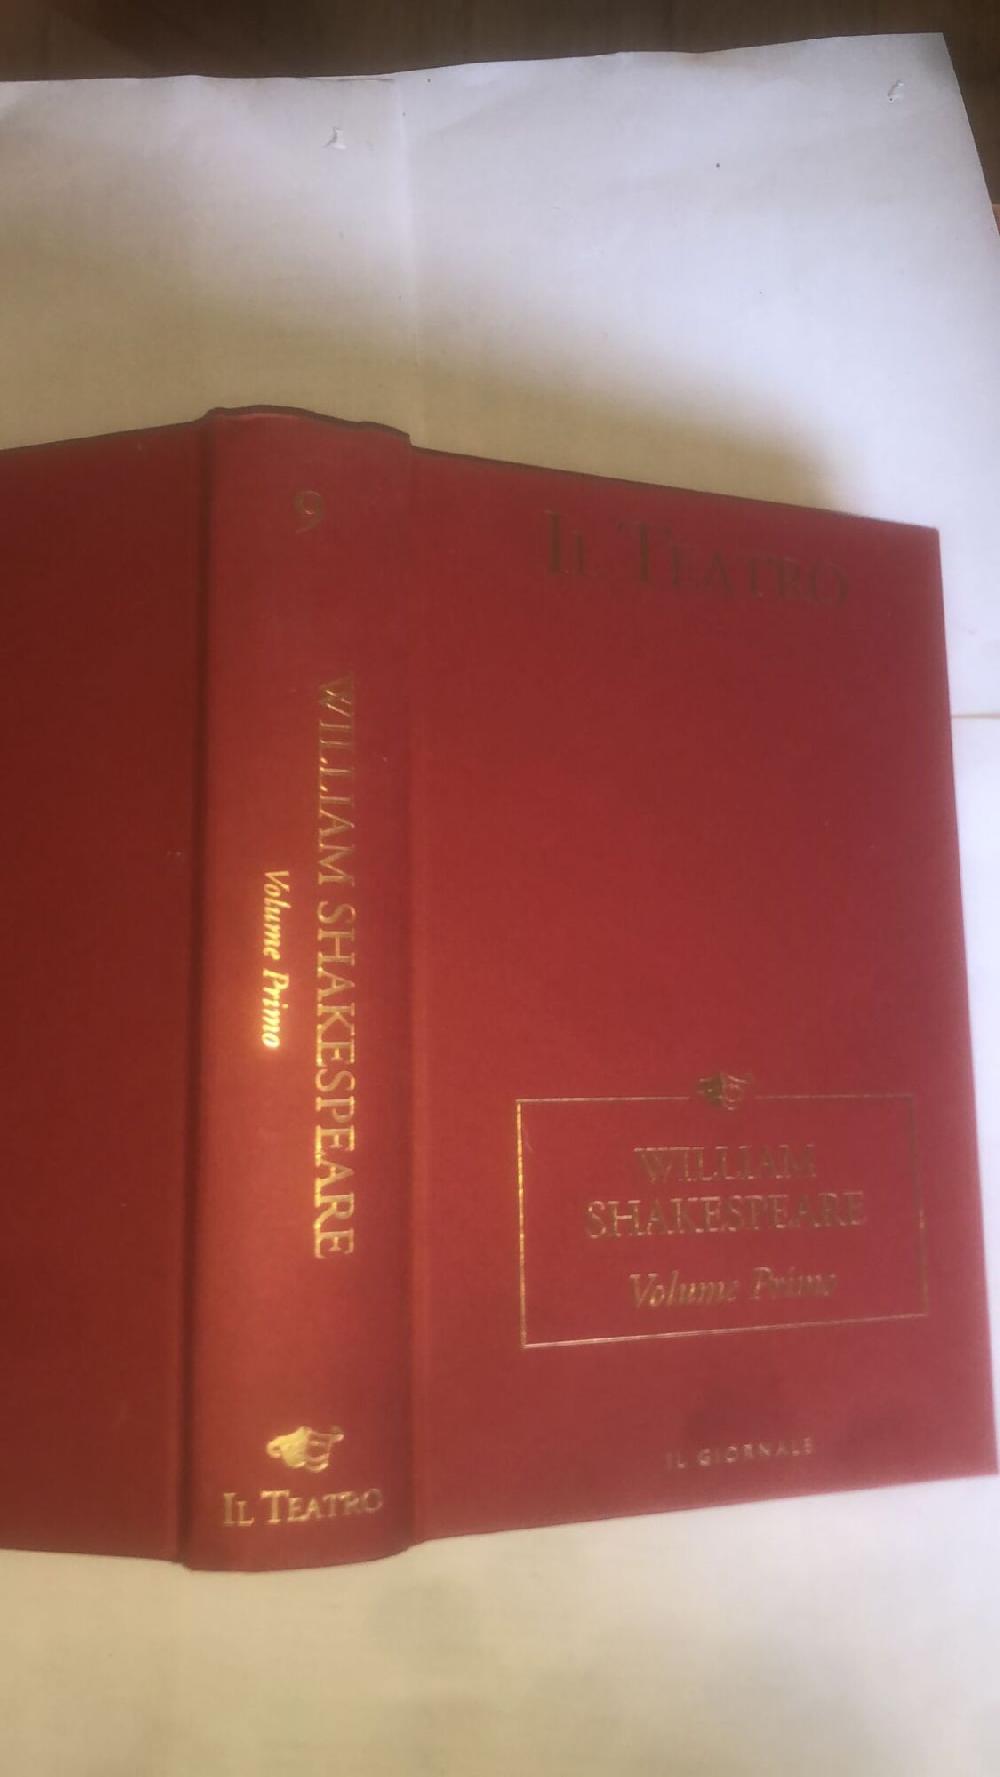 9
WILLIAM SHAKESPEARE
Volume Primo
IL TEATRO
IL TEATRO
WILLIAM
SHAKESPEARE
Volume Primo
IL GIORNALE